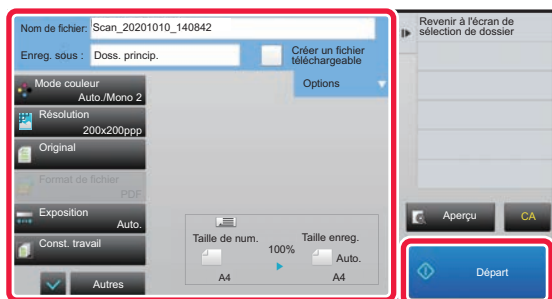 Nom de fichier: Scan_20201010_140842
Enreg. sous : Doss. princip.
Créer un fichier
téléchargeable
Options
Mode couleur
Auto./Mono 2
Résolution
200x200ppp
Original
Format de fichier
PDF
Exposition
Auto.
Const. travail
Autres
Taille de num.
100%
Taille enreg.
Auto.
A4
A4
Revenir à l'écran de
sélection de dossier
Aperçu
CA
Départ